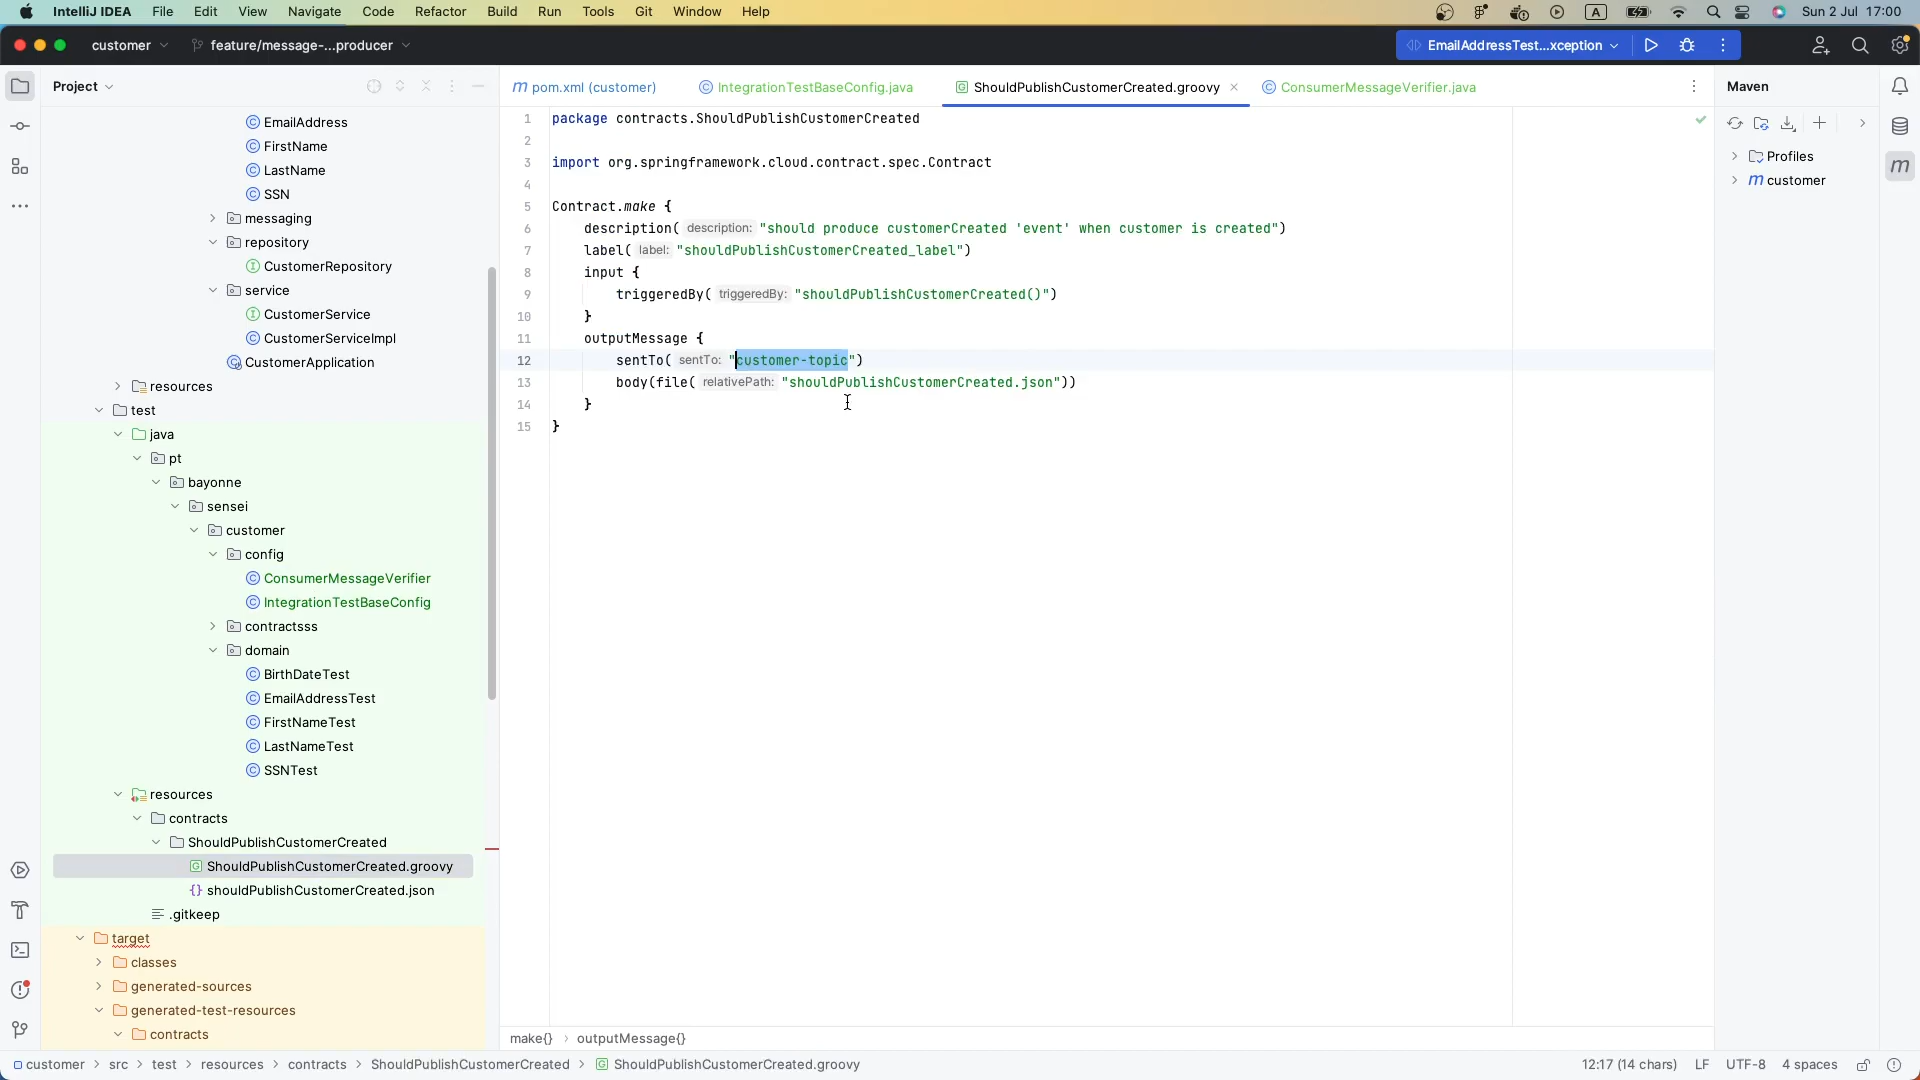 IntelliJ IDEA File Edit View Navigate Code Refactor Build Run Tools Git Window Help A Sun 2 Jul 17:00
customer feature/message-...producer EmailAddressTest...xception
Project
EmailAddress
FirstName
LastName
SSN
messaging
repository
CustomerRepository
service
CustomerService
CustomerServiceImpl
CustomerApplication
resources
test
java
pt
bayonne
sensei
customer
config
ConsumerMessageVerifier
IntegrationTestBaseConfig
contractsss
domain
BirthDateTest
EmailAddressTest
FirstNameTest
LastNameTest
SSNTest
resources
contracts
ShouldPublishCustomerCreated
ShouldPublishCustomerCreated.groovy
shouldPublishCustomerCreated.json
.gitkeep
target
classes
generated-sources
generated-test-resources
contracts
m pom.xml (customer) IntegrationTestBaseConfig.java ShouldPublishCustomerCreated.groovy ConsumerMessageVerifier.java
1 package contracts.ShouldPublishCustomerCreated
2
3 import org.springframework.cloud.contract.spec.Contract
4
5 Contract.make {
6 description( description: "should produce customerCreated 'event' when customer is created")
7 label( label: "shouldPublishCustomerCreated_label")
8 input {
9 triggeredBy( triggeredBy: "shouldPublishCustomerCreated()")
10 }
11 outputMessage {
12 sentTo( sentTo: "customer-topic")
13 body(file( relativePath: "shouldPublishCustomerCreated.json"))
14 }
15 }
make{} › outputMessage{}
Maven
Profiles
m customer
m
customer › src › test › resources › contracts › ShouldPublishCustomerCreated › ShouldPublishCustomerCreated.groovy 12:17 (14 chars) LF UTF-8 4 spaces